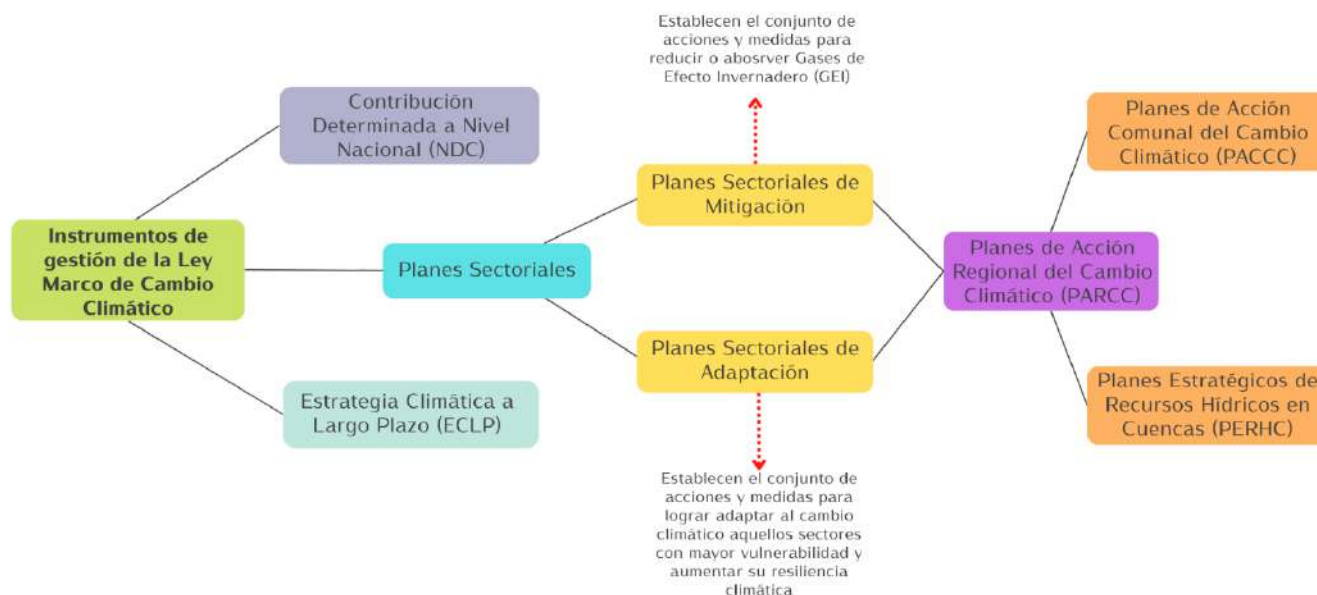 Establecen el conjunto de
acciones y medidas para
reducir o abosrver Gases de
Efecto Invernadero (GEI)
Contribución
Determinada a Nivel
Nacional (NDC)
Planes de Acción
Comunal del Cambio
Climático (PACCC)
Planes Sectoriales de
Mitigación
Instrumentos de
gestión de la Ley
Marco de Cambio
Climático
Planes Sectoriales
Planes de Acción
Regional del Cambio
Climático (PARCC)
Planes Sectoriales de
Adaptación
Estrategia Climática a
Largo Plazo (ECLP)
Planes Estratégicos de
Recursos Hídricos en
Cuencas (PERHC)
Establecen el conjunto de
acciones y medidas para
lograr adaptar al cambio
climático aquellos sectores
con mayor vulnerabilidad y
aumentar su resiliencia
climática